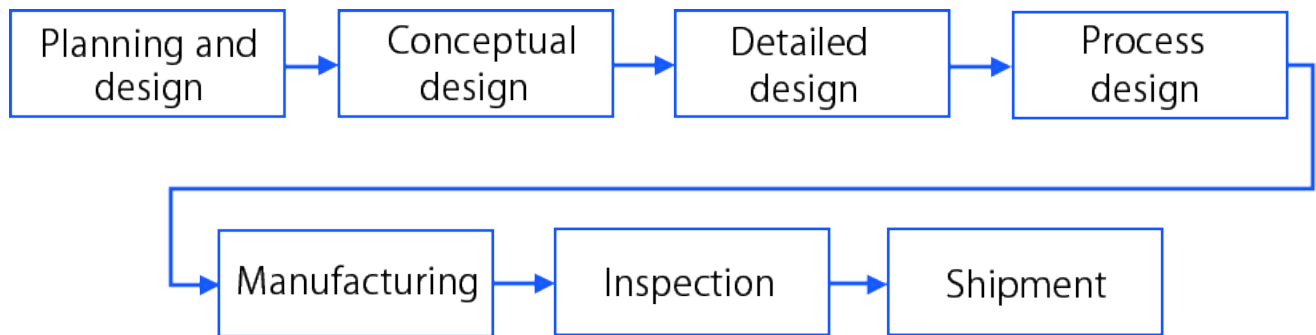 Planning and
design
Conceptual
design
Detailed
design
Process
design
Manufacturing
Inspection
Shipment